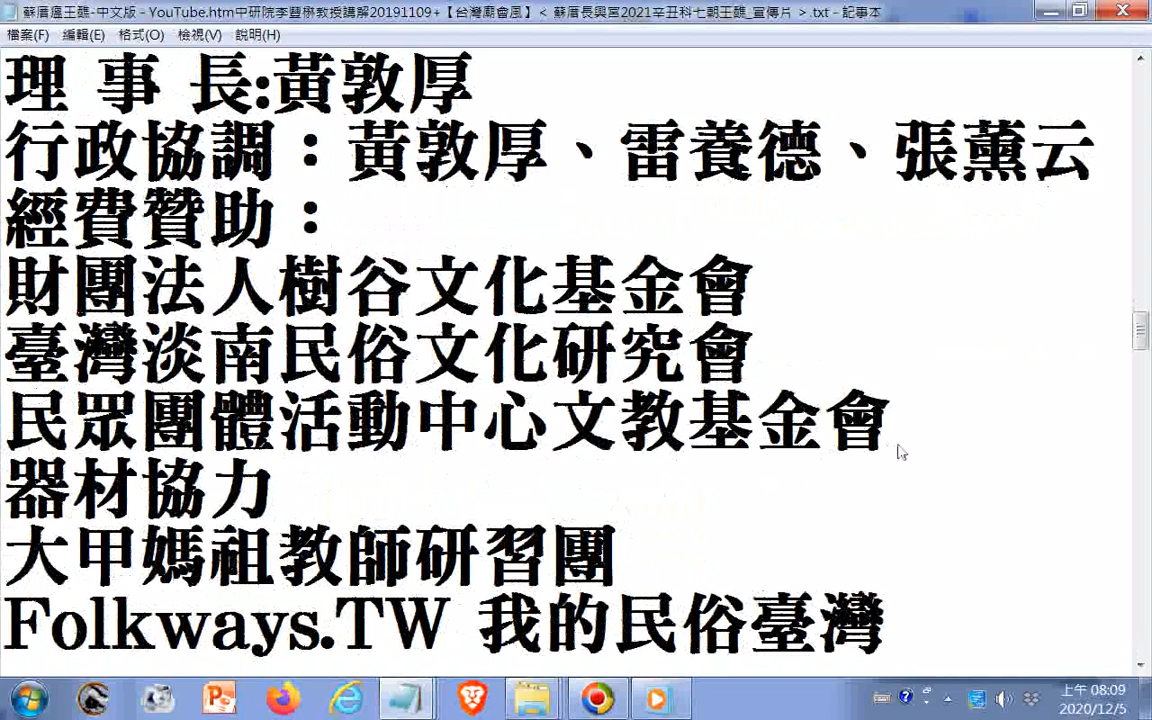 蘇厝瘟王醮-中文版 - YouTube.htm中研院李豐楙教授講解20191109+【台灣廟會風】< 蘇厝長興宮2021辛丑科七朝王醮_宣傳片 > .txt - 記事本
檔案(F) 編輯(E) 格式(O) 檢視(V) 說明(H)
理 事 長:黃敦厚
行政協調：黃敦厚、雷養德、張薰云
經費贊助：
財團法人樹谷文化基金會
臺灣淡南民俗文化研究會
民眾團體活動中心文教基金會
器材協力
大甲媽祖教師研習團
Folkways.TW 我的民俗臺灣
上午 08:09
2020/12/5